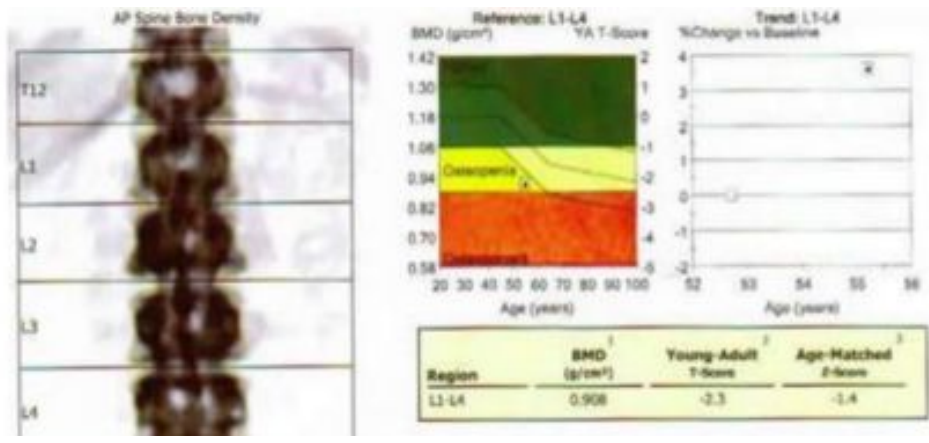 AP Spine Bone Density
T12
L1
L2
L3
L4
Reference: L1-L4
BMD (g/cm²) YA T-Score
1.42 2
1.30 1
1.18 0
1.06 -1
0.94 -2
0.82 -3
0.70 -4
0.58 -5
Osteopenia
20 30 40 50 60 70 80 90 100
Age (years)
Trend: L1-L4
%Change vs Baseline
4
3
2
1
0
-1
-2
52 53 54 55 56
Age (years)
Region BMD (g/cm²) 1 Young-Adult T-Score 2 Age-Matched Z-Score 3
L1-L4 0.908 -2.3 -1.4